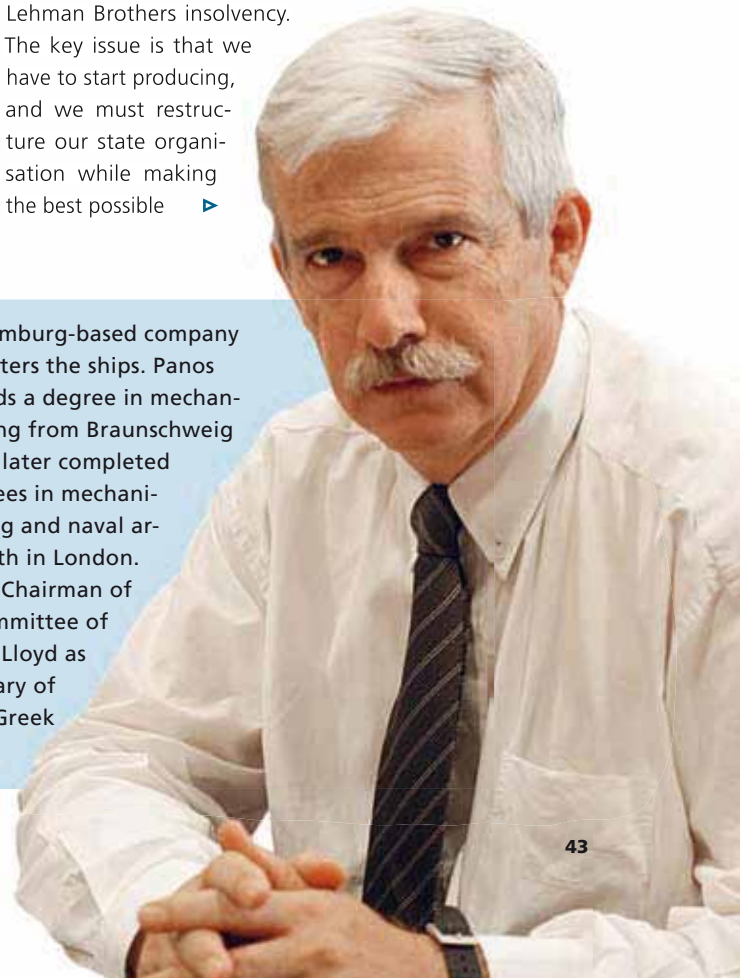 Lehman Brothers insolvency.
The key issue is that we
have to start producing,
and we must restruc-
ture our state organi-
sation while making
the best possible
mburg-based company
ters the ships. Panos
ds a degree in mechan-
ng from Braunschweig
later completed
ees in mechani-
g and naval ar-
th in London.
Chairman of
mmittee of
Lloyd as
ary of
Greek
43